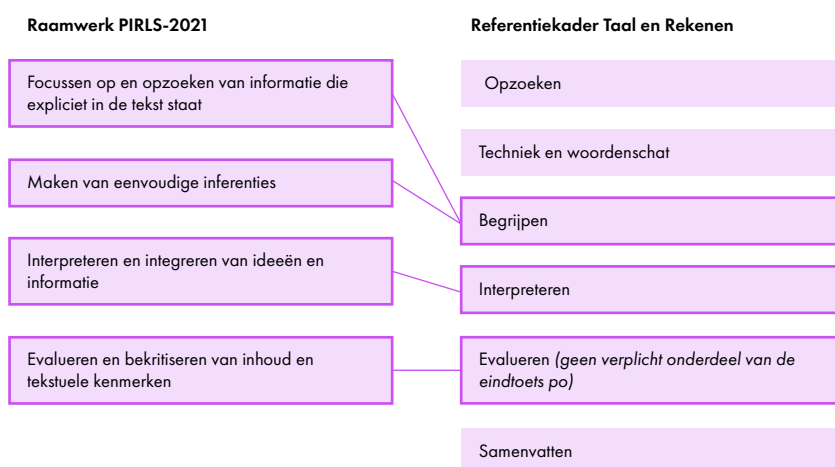 Raamwerk PIRLS-2021
Focussen op en opzoeken van informatie die
expliciet in de tekst staat
Maken van eenvoudige inferenties
Interpreteren en integreren van ideeën en
informatie
Evalueren en bekritiseren van inhoud en
tekstuele kenmerken
Referentiekader Taal en Rekenen
Opzoeken
Techniek en woordenschat
Begrijpen
Interpreteren
Evalueren (geen verplicht onderdeel van de
eindtoets po)
Samenvatten